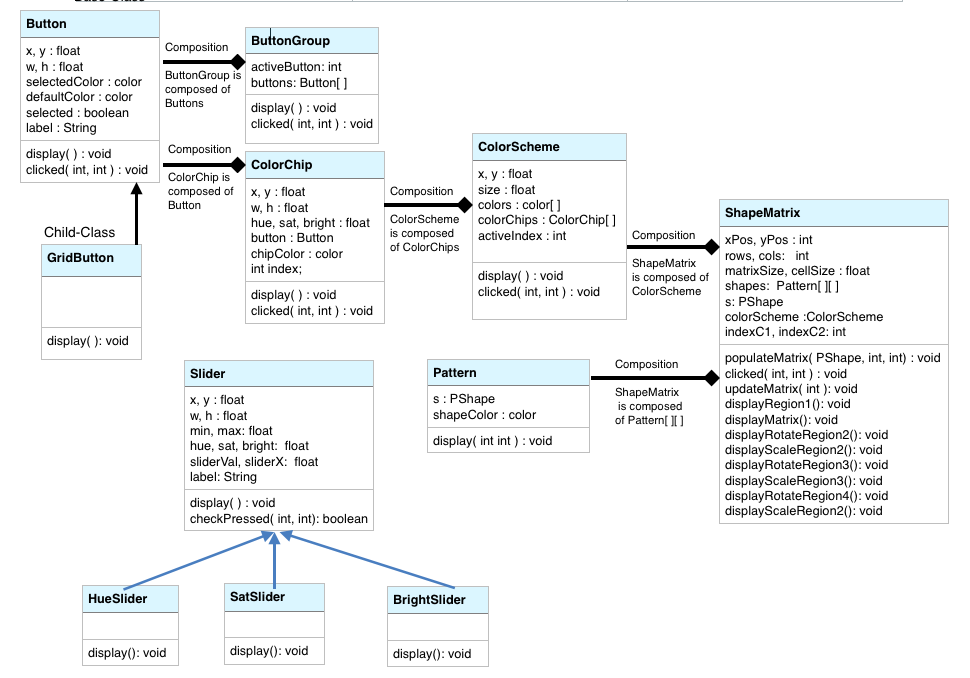 Base-Class
Button
x, y : float
w, h : float
selectedColor : color
defaultColor : color
selected : boolean
label : String
display( ) : void
clicked( int, int ) : void
Composition
ButtonGroup is
composed of
Buttons
ButtonGroup
activeButton: int
buttons: Button[ ]
display( ) : void
clicked( int, int ) : void
Composition
ColorChip is
composed of
Button
ColorChip
x, y : float
w, h : float
hue, sat, bright : float
button : Button
chipColor : color
int index;
display( ) : void
clicked( int, int ) : void
Composition
ColorScheme
is composed
of ColorChips
ColorScheme
x, y : float
size : float
colors : color[ ]
colorChips : ColorChip[ ]
activeIndex : int
display( ) : void
clicked( int, int ) : void
Composition
ShapeMatrix
is composed of
ColorScheme
ShapeMatrix
xPos, yPos : int
rows, cols:   int
matrixSize, cellSize : float
shapes:  Pattern[ ][ ]
s: PShape
colorScheme :ColorScheme
indexC1, indexC2: int
populateMatrix( PShape, int, int) : void
clicked( int, int ) : void
updateMatrix( int ): void
displayRegion1(): void
displayMatrix(): void
displayRotateRegion2(): void
displayScaleRegion2(): void
displayRotateRegion3(): void
displayScaleRegion3(): void
displayRotateRegion4(): void
displayScaleRegion2(): void
Child-Class
GridButton
display( ): void
Slider
x, y : float
w, h : float
min, max: float
hue, sat, bright:  float
sliderVal, sliderX:  float
label: String
display( ) : void
checkPressed( int, int): boolean
Pattern
s : PShape
shapeColor : color
display( int int ) : void
Composition
ShapeMatrix
is composed
of Pattern[ ][ ]
HueSlider
display(): void
SatSlider
display(): void
BrightSlider
display(): void